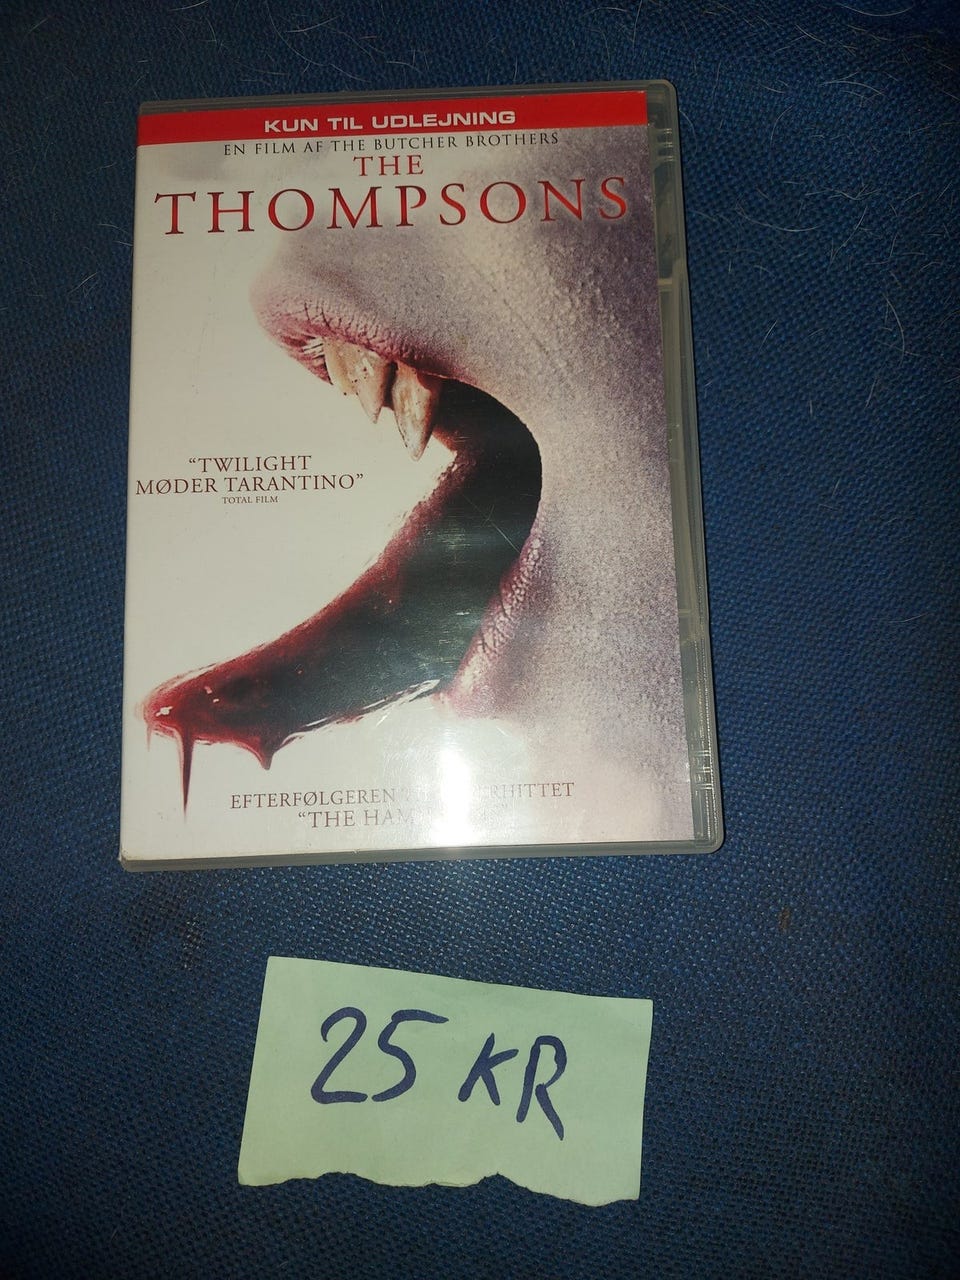 KUN TIL UDLEJNING
EN FILM AF THE BUTCHER BROTHERS
THE
THOMPSONS
“TWILIGHT
MØDER TARANTINO”
TOTAL FILM
EFTERFØLGEREN
“THE
25 KR